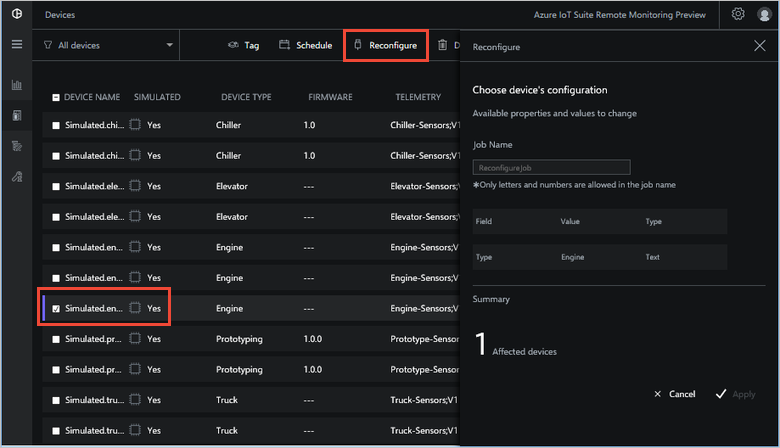 Devices
Azure IoT Suite Remote Monitoring Preview
All devices
Tag
Schedule
Reconfigure
D
DEVICE NAME SIMULATED DEVICE TYPE FIRMWARE TELEMETRY
Simulated.chi... Yes Chiller 1.0 Chiller-Sensors;V1
Simulated.chi... Yes Chiller 1.0 Chiller-Sensors;V1
Simulated.ele... Yes Elevator --- Elevator-Sensors;
Simulated.ele... Yes Elevator --- Elevator-Sensors;
Simulated.en... Yes Engine --- Engine-Sensors;V1
Simulated.en... Yes Engine --- Engine-Sensors;V1
Simulated.en... Yes Engine --- Engine-Sensors;V1
Simulated.pr... Yes Prototyping 1.0.0 Prototype-Sensor
Simulated.pr... Yes Prototyping 1.0.0 Prototype-Sensor
Simulated.tru... Yes Truck --- Truck-Sensors;V1
Simulated.tru... Yes Truck --- Truck-Sensors;V1
Reconfigure
Choose device's configuration
Available properties and values to change
Job Name
ReconfigureJob
✱Only letters and numbers are allowed in the job name
Field Value Type
Type Engine Text
Summary
1 Affected devices
Cancel Apply